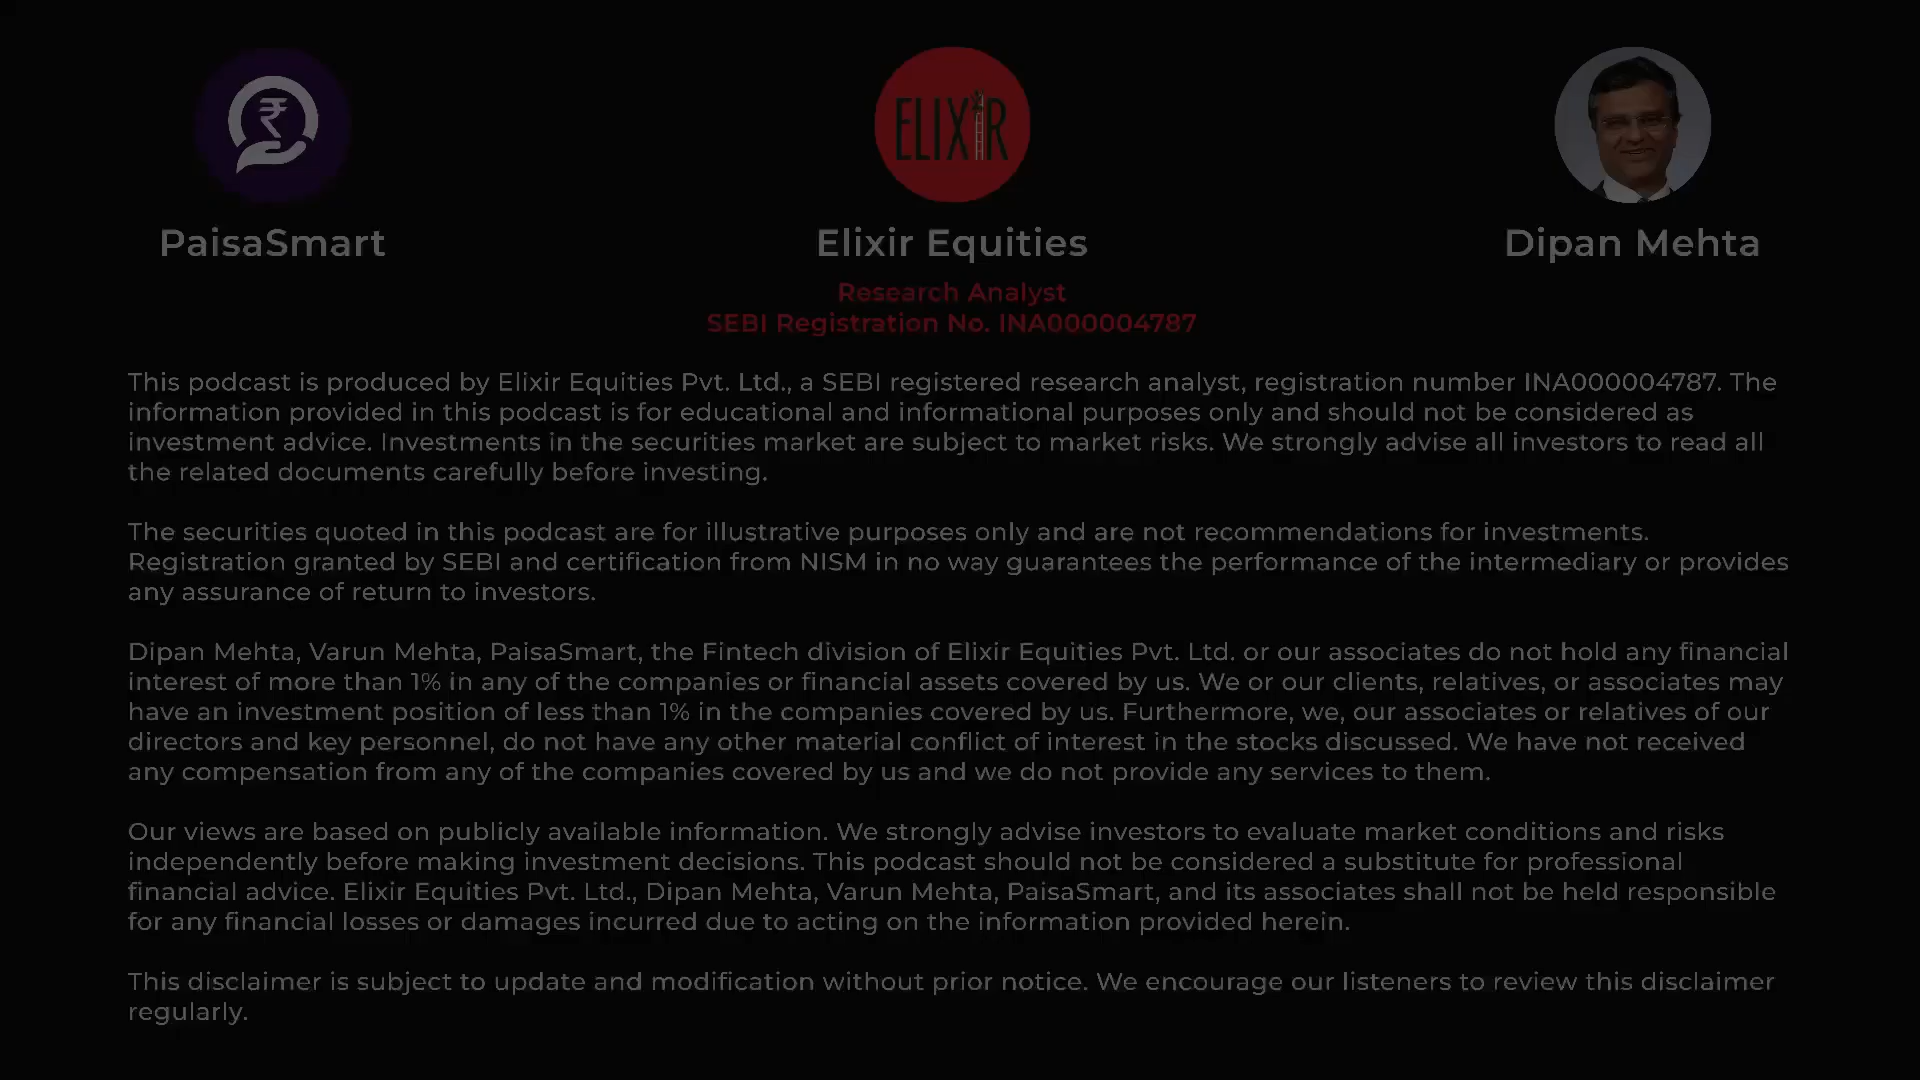 ₹
ELIXIR
PaisaSmart
Elixir Equities
Dipan Mehta
Research Analyst
SEBI Registration No. INA000004787
This podcast is produced by Elixir Equities Pvt. Ltd., a SEBI registered research analyst, registration number INA000004787. The
information provided in this podcast is for educational and informational purposes only and should not be considered as
investment advice. Investments in the securities market are subject to market risks. We strongly advise all investors to read all
the related documents carefully before investing.
The securities quoted in this podcast are for illustrative purposes only and are not recommendations for investments.
Registration granted by SEBI and certification from NISM in no way guarantees the performance of the intermediary or provides
any assurance of return to investors.
Dipan Mehta, Varun Mehta, PaisaSmart, the Fintech division of Elixir Equities Pvt. Ltd. or our associates do not hold any financial
interest of more than 1% in any of the companies or financial assets covered by us. We or our clients, relatives, or associates may
have an investment position of less than 1% in the companies covered by us. Furthermore, we, our associates or relatives of our
directors and key personnel, do not have any other material conflict of interest in the stocks discussed. We have not received
any compensation from any of the companies covered by us and we do not provide any services to them.
Our views are based on publicly available information. We strongly advise investors to evaluate market conditions and risks
independently before making investment decisions. This podcast should not be considered a substitute for professional
financial advice. Elixir Equities Pvt. Ltd., Dipan Mehta, Varun Mehta, PaisaSmart, and its associates shall not be held responsible
for any financial losses or damages incurred due to acting on the information provided herein.
This disclaimer is subject to update and modification without prior notice. We encourage our listeners to review this disclaimer
regularly.